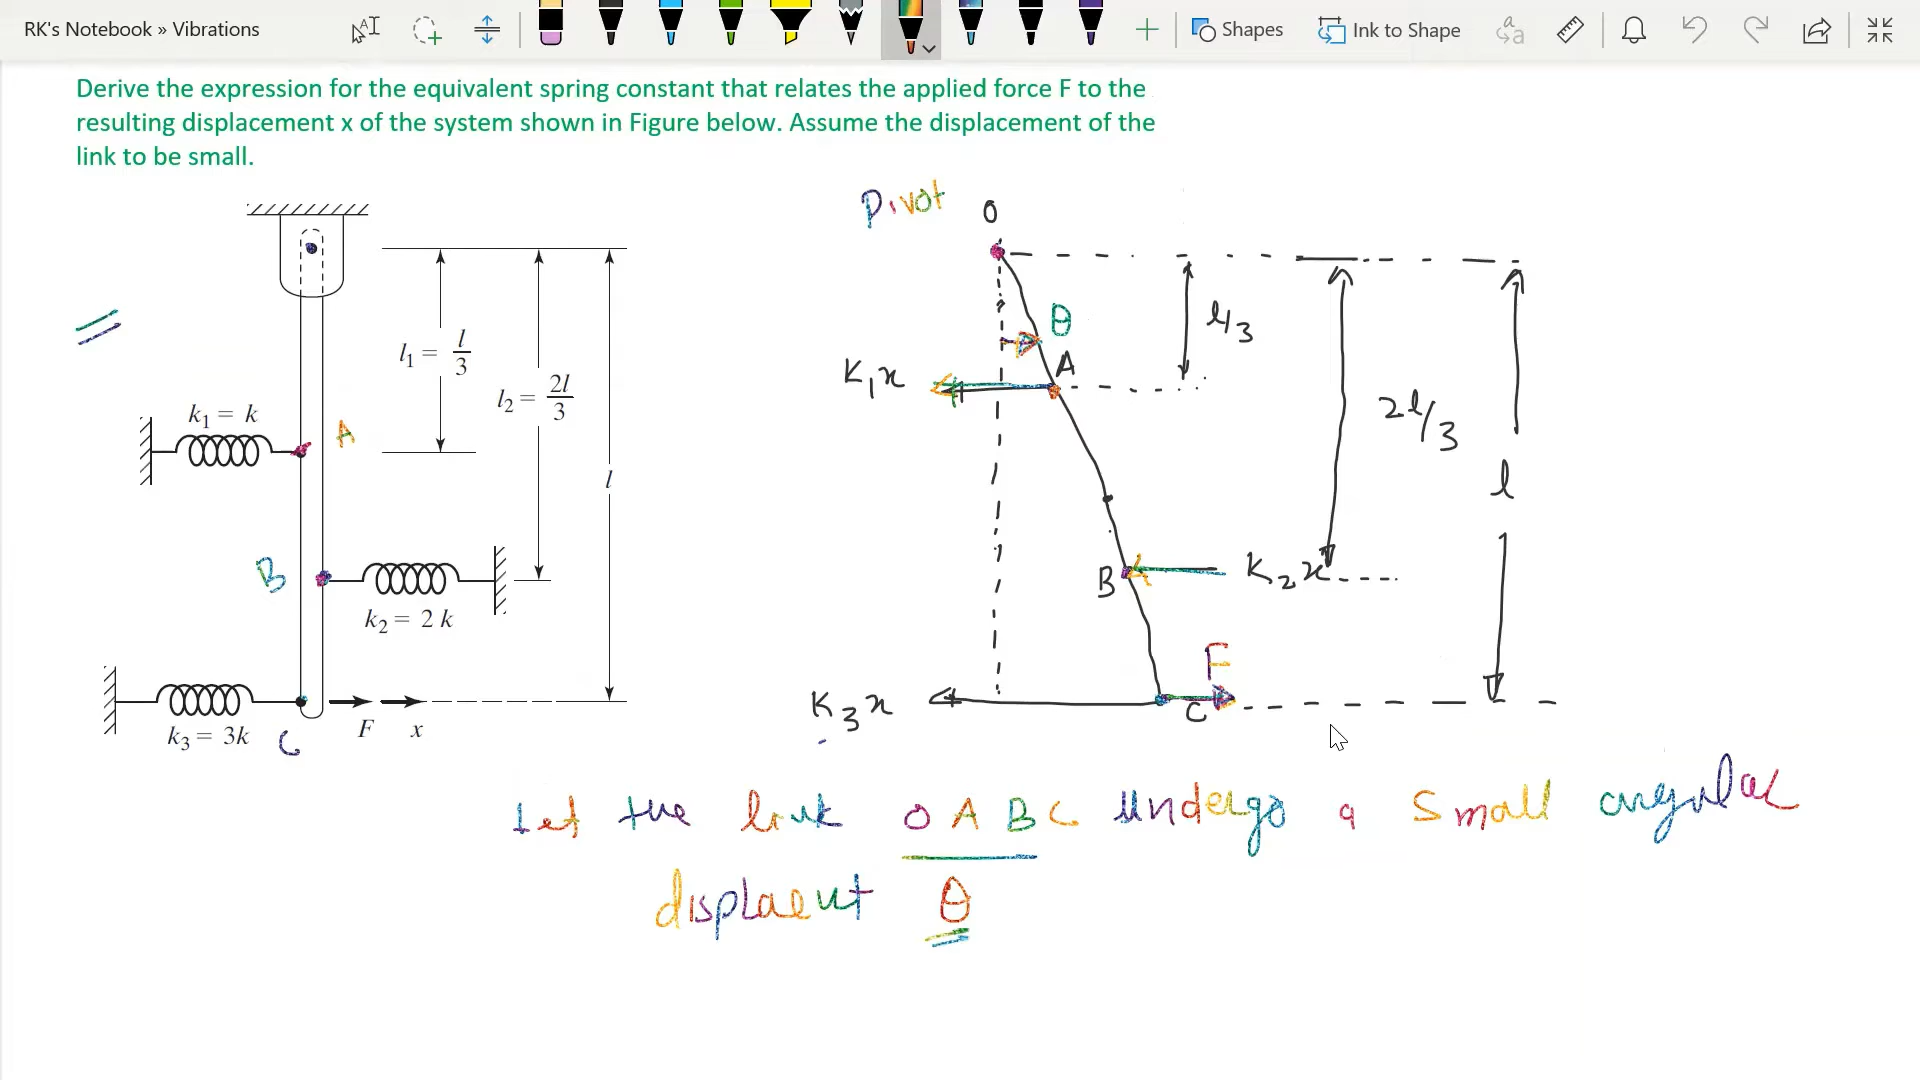 RK's Notebook » Vibrations
Shapes
Ink to Shape
Derive the expression for the equivalent spring constant that relates the applied force F to the
resulting displacement x of the system shown in Figure below. Assume the displacement of the
link to be small.
l₁ = l/3
l₂ = 2l/3
l
k₁ = k
A
B
k₂ = 2 k
k₃ = 3k
C
F
x
Pivot
O
θ
l/3
A
K₁x
2l/3
l
B
K₂x
F
K₃x
C
Let the link OABC undergo a small angular
θ